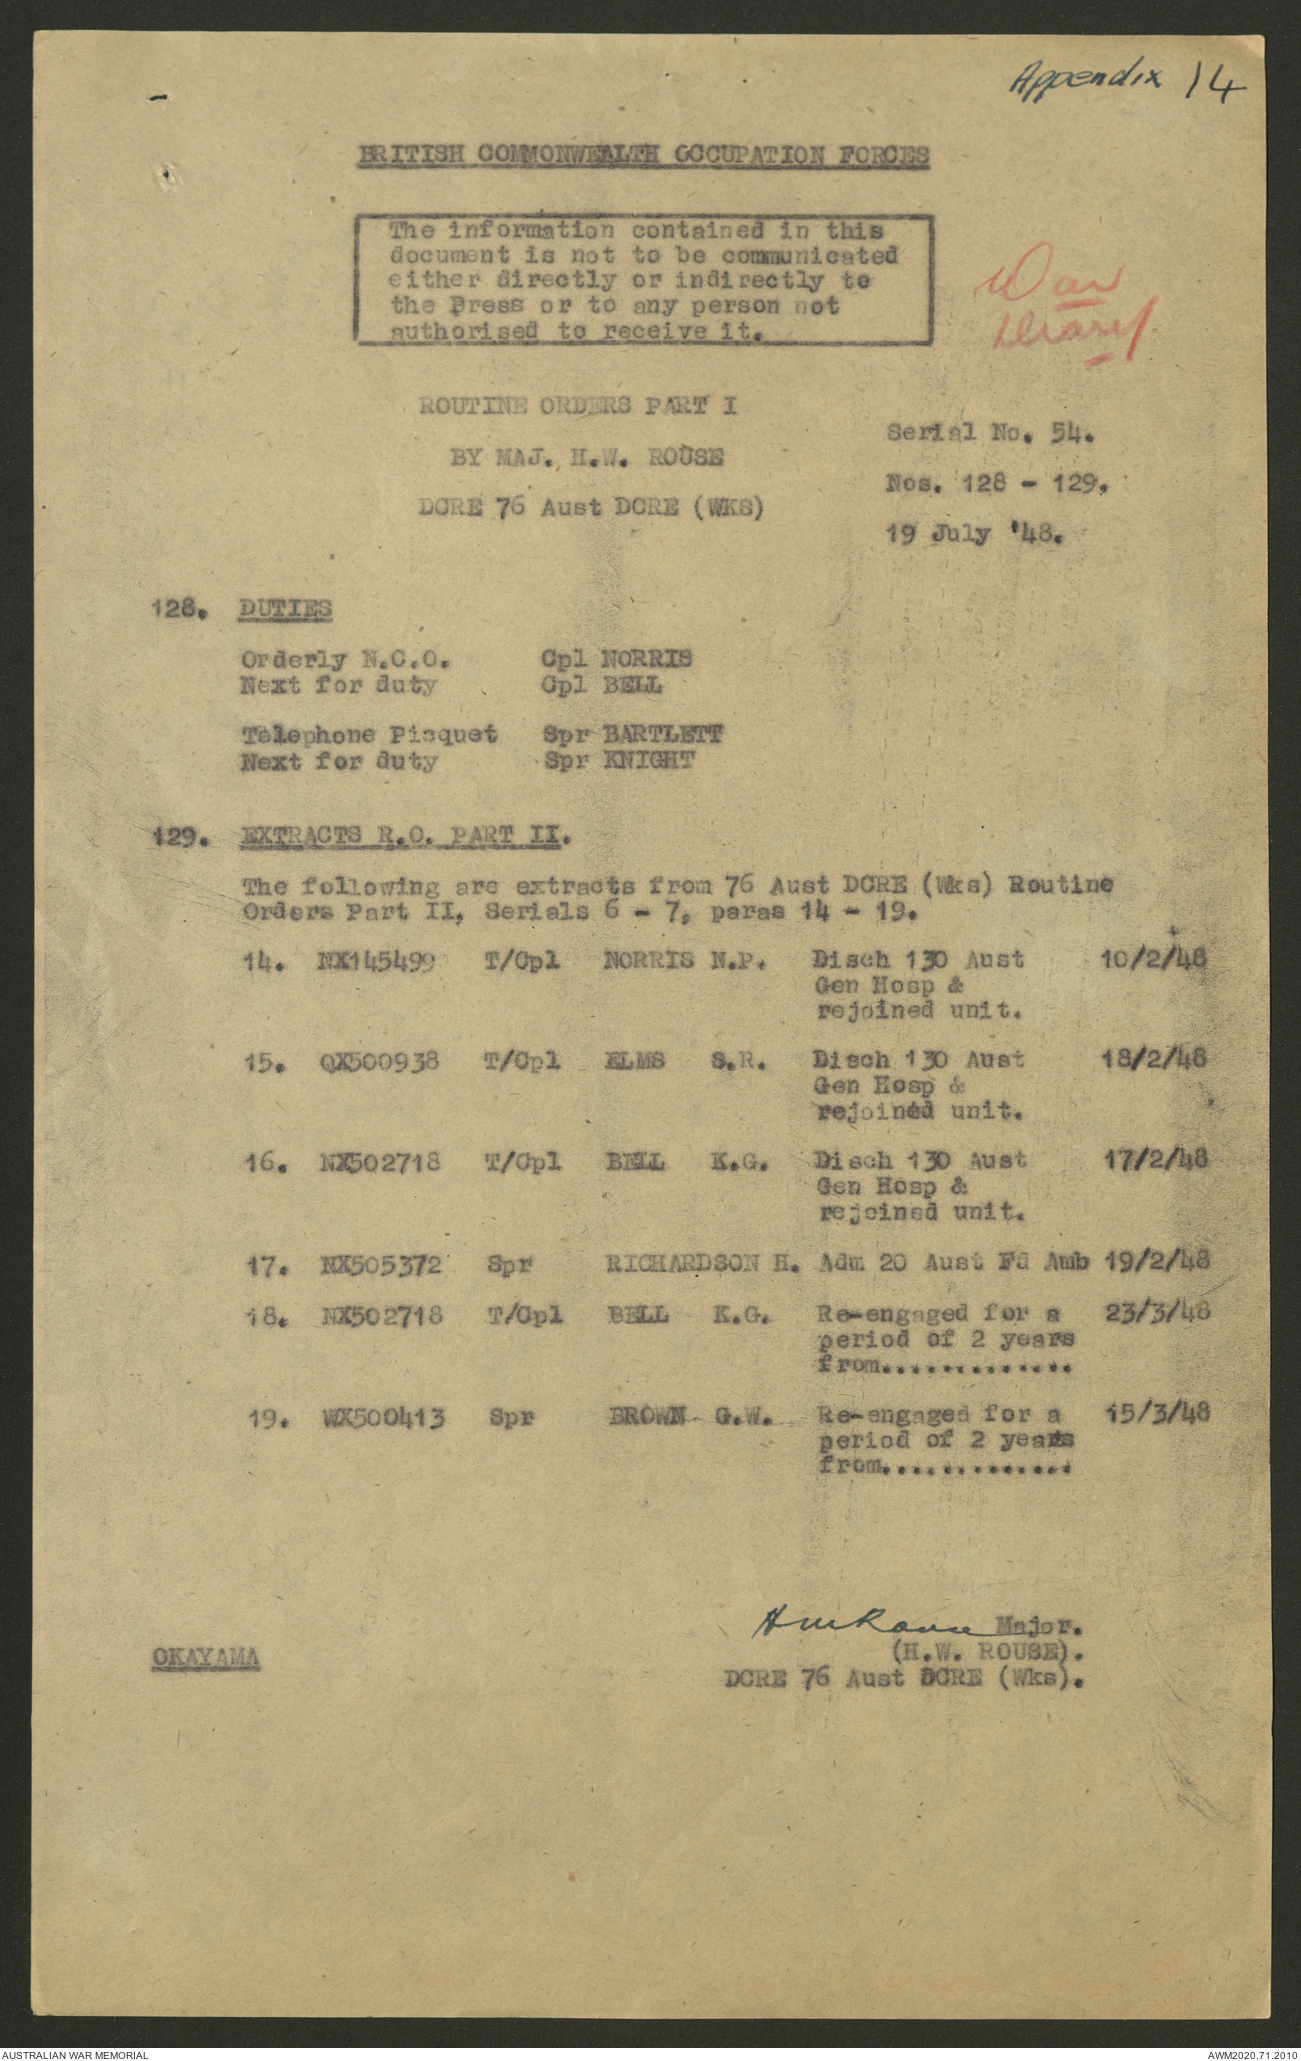 Appendix 14
BRITISH COMMONWEALTH OCCUPATION FORCES
The information contained in this
document is not to be communicated
either directly or indirectly to
the Press or to any person not
authorised to receive it.
War
Diary
ROUTINE ORDERS PART I
BY MAJ. H.W. ROUSE
DCRE 76 Aust DCRE (WKS)
Serial No. 54.
Nos. 128 - 129.
19 July '48.
128. DUTIES
Orderly N.C.O. Cpl NORRIS
Next for duty Cpl BELL
Telephone Picquet Spr BARTLETT
Next for duty Spr KNIGHT
129. EXTRACTS R.O. PART II.
The following are extracts from 76 Aust DCRE (Wks) Routine
Orders Part II, Serials 6 - 7, paras 14 - 19.
14. NX145499 T/Cpl NORRIS N.P. Disch 130 Aust 10/2/48
Gen Hosp &
rejoined unit.
15. QX500938 T/Cpl ELMS S.R. Disch 130 Aust 18/2/48
Gen Hosp &
rejoined unit.
16. NX502718 T/Cpl BELL K.G. Disch 130 Aust 17/2/48
Gen Hosp &
rejoined unit.
17. NX505372 Spr RICHARDSON H. Adm 20 Aust Fd Amb 19/2/48
18. NX502718 T/Cpl BELL K.G. Re-engaged for a 23/3/48
period of 2 years
from.............
19. WX500413 Spr BROWN G.W. Re-engaged for a 15/3/48
period of 2 years
from.............
HWRouse Major.
(H.W. ROUSE).
DCRE 76 Aust DCRE (Wks).
OKAYAMA
AUSTRALIAN WAR MEMORIAL
AWM2020.71.2010